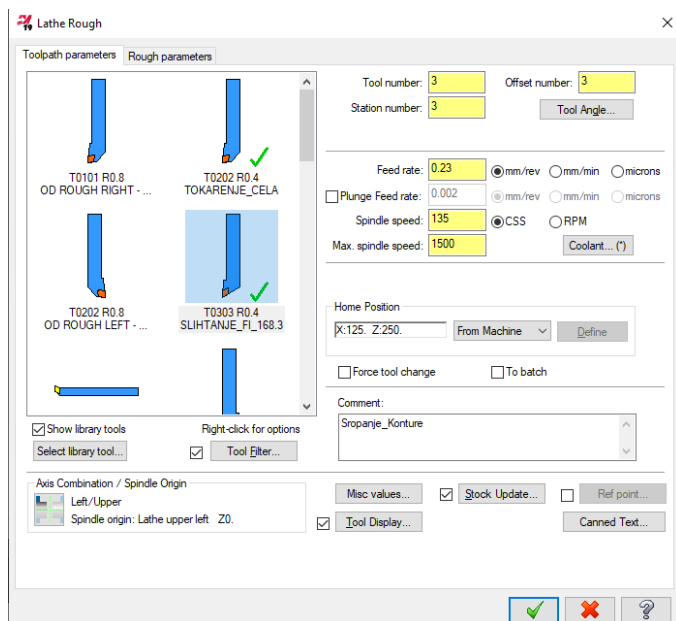 19 Lathe Rough
Toolpath parameters Rough parameters
T0101 R0.8
OD ROUGH RIGHT - ...
T0202 R0.4
TOKARENJE_CELA
T0202 R0.8
OD ROUGH LEFT - ...
T0303 R0.4
SLIHTANJE_FI_168.3
Show library tools Right-click for options
Select library tool... Tool Filter...
Axis Combination / Spindle Origin
Left/Upper
Spindle origin: Lathe upper left Z0.
Tool number: 3 Offset number: 3
Station number: 3 Tool Angle...
Feed rate: 0.23 mm/rev mm/min microns
Plunge Feed rate: 0.002 mm/rev mm/min microns
Spindle speed: 135 CSS RPM
Max. spindle speed: 1500 Coolant... (*)
Home Position
X:125. Z:250. From Machine Define
Force tool change To batch
Comment:
Sropanje_Konture
Misc values... Stock Update... Ref point...
Tool Display... Canned Text...